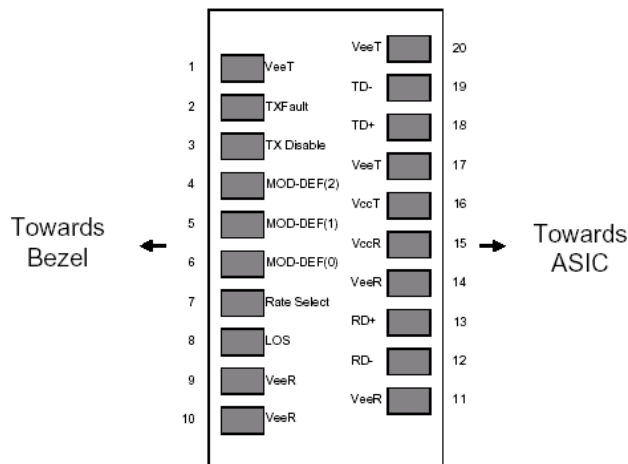 VeeT 20
1 VeeT
TD- 19
2 TXFault
TD+ 18
3 TX Disable
VeeT 17
4 MOD-DEF(2)
VccT 16
5 MOD-DEF(1)
VccR 15
6 MOD-DEF(0)
VeeR 14
7 Rate Select
RD+ 13
8 LOS
RD- 12
9 VeeR
VeeR 11
10 VeeR
Towards
Bezel
Towards
ASIC